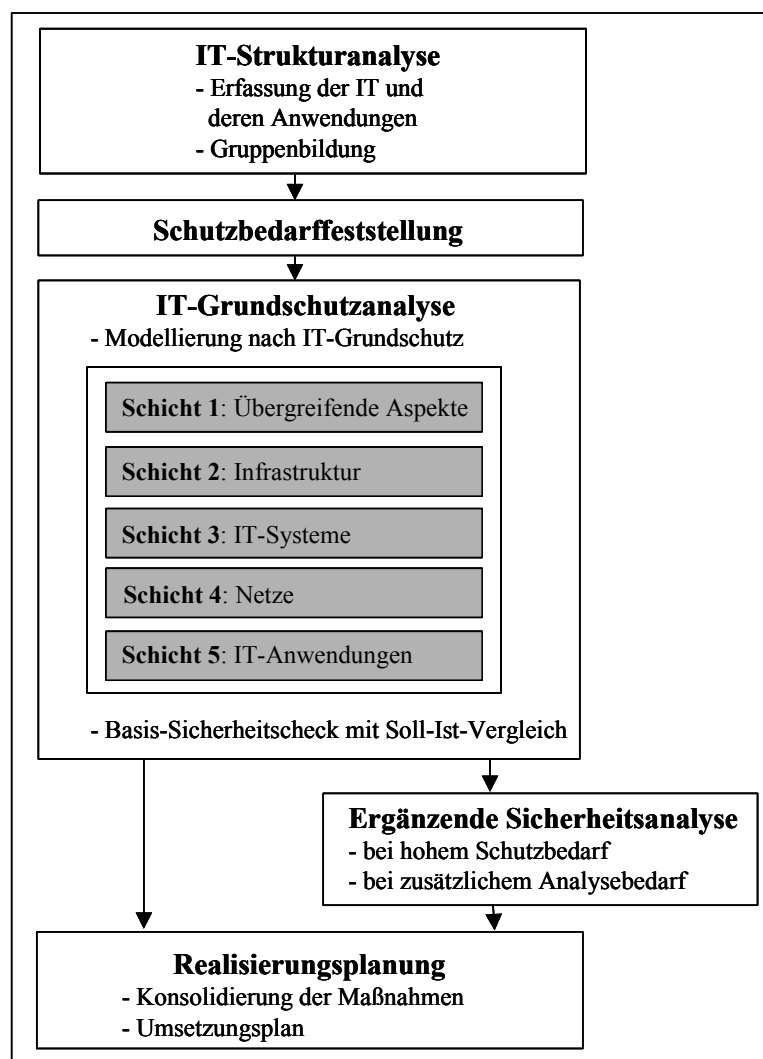 IT-Strukturanalyse
- Erfassung der IT und
deren Anwendungen
- Gruppenbildung
Schutzbedarffeststellung
IT-Grundschutzanalyse
- Modellierung nach IT-Grundschutz
Schicht 1: Übergreifende Aspekte
Schicht 2: Infrastruktur
Schicht 3: IT-Systeme
Schicht 4: Netze
Schicht 5: IT-Anwendungen
- Basis-Sicherheitscheck mit Soll-Ist-Vergleich
Ergänzende Sicherheitsanalyse
- bei hohem Schutzbedarf
- bei zusätzlichem Analysebedarf
Realisierungsplanung
- Konsolidierung der Maßnahmen
- Umsetzungsplan